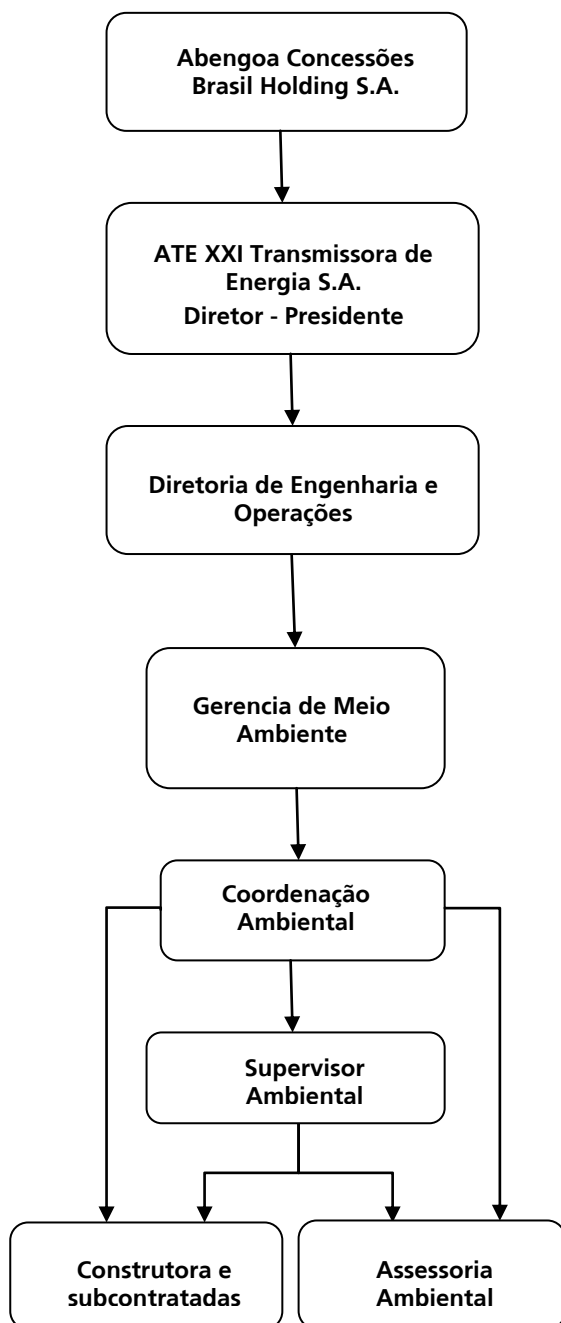 Abengoa Concessões
Brasil Holding S.A.
ATE XXI Transmissora de
Energia S.A.
Diretor - Presidente
Diretoria de Engenharia e
Operações
Gerencia de Meio
Ambiente
Coordenação
Ambiental
Supervisor
Ambiental
Construtora e
subcontratadas
Assessoria
Ambiental